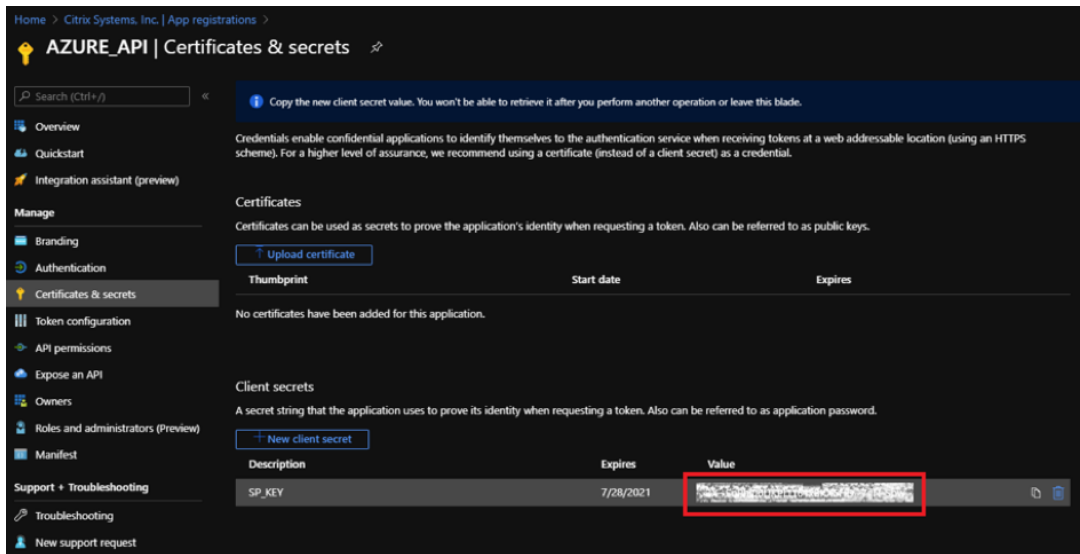 Home > Citrix Systems, Inc. | App registrations >
AZURE_API | Certificates & secrets
Search (Ctrl+/)
«
Overview
Quickstart
Integration assistant (preview)
Manage
Branding
Authentication
Certificates & secrets
Token configuration
API permissions
Expose an API
Owners
Roles and administrators (Preview)
Manifest
Support + Troubleshooting
Troubleshooting
New support request
Copy the new client secret value. You won't be able to retrieve it after you perform another operation or leave this blade.
Credentials enable confidential applications to identify themselves to the authentication service when receiving tokens at a web addressable location (using an HTTPS
scheme). For a higher level of assurance, we recommend using a certificate (instead of a client secret) as a credential.
Certificates
Certificates can be used as secrets to prove the application's identity when requesting a token. Also can be referred to as public keys.
Upload certificate
Thumbprint Start date Expires
No certificates have been added for this application.
Client secrets
A secret string that the application uses to prove its identity when requesting a token. Also can be referred to as application password.
New client secret
Description Expires Value
SP_KEY 7/28/2021